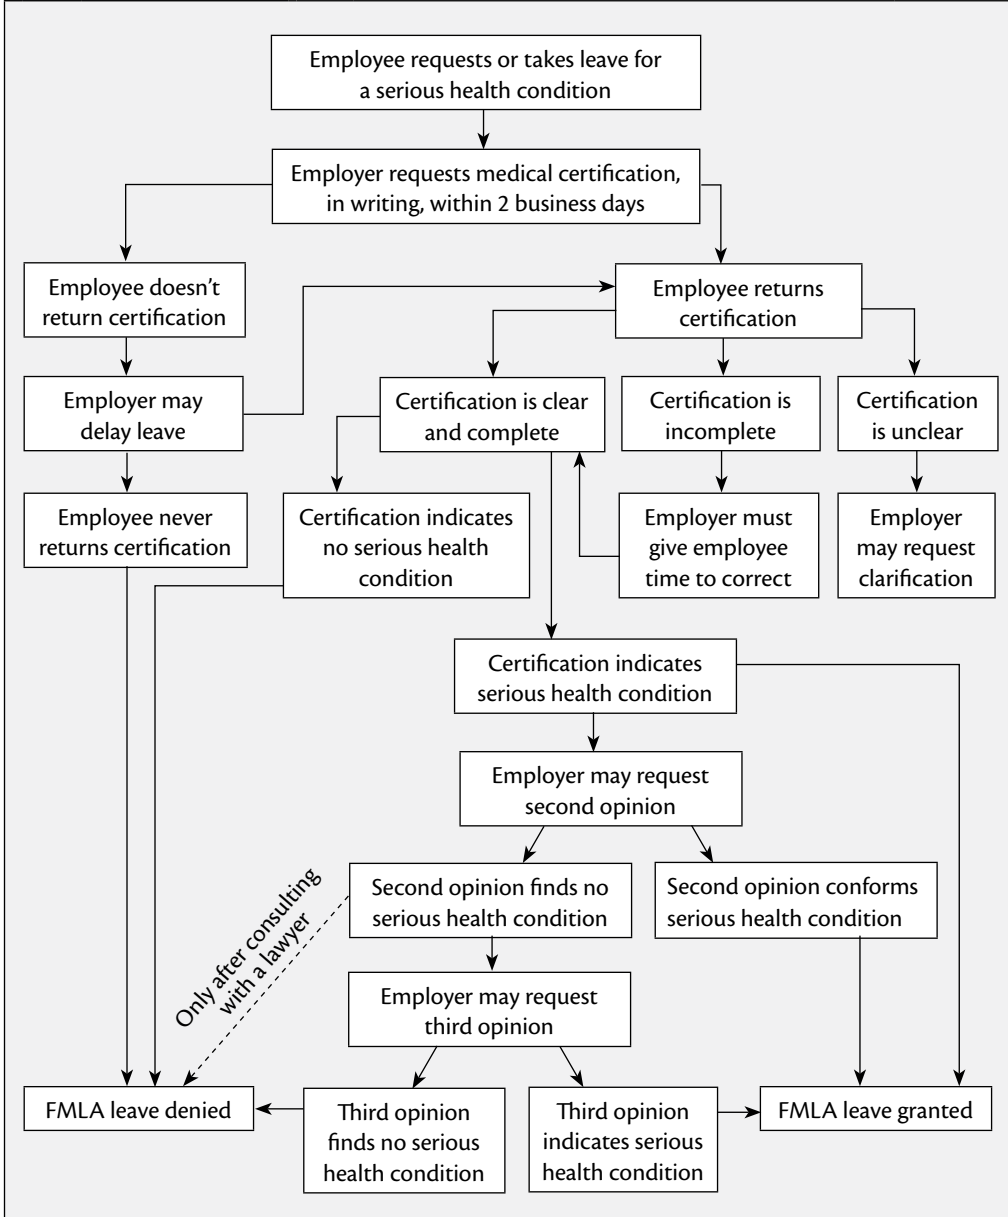 Employee requests or takes leave for
a serious health condition
Employer requests medical certification,
in writing, within 2 business days
Employee doesn't
return certification
Employee returns
certification
Employer may
delay leave
Certification is clear
and complete
Certification is
incomplete
Certification
is unclear
Employee never
returns certification
Certification indicates
no serious health
condition
Employer must
give employee
time to correct
Employer
may request
clarification
Certification indicates
serious health condition
Employer may request
second opinion
Second opinion finds no
serious health condition
Second opinion conforms
serious health condition
Only after consulting
with a lawyer
Employer may request
third opinion
FMLA leave denied
Third opinion
finds no serious
health condition
Third opinion
indicates serious
health condition
FMLA leave granted